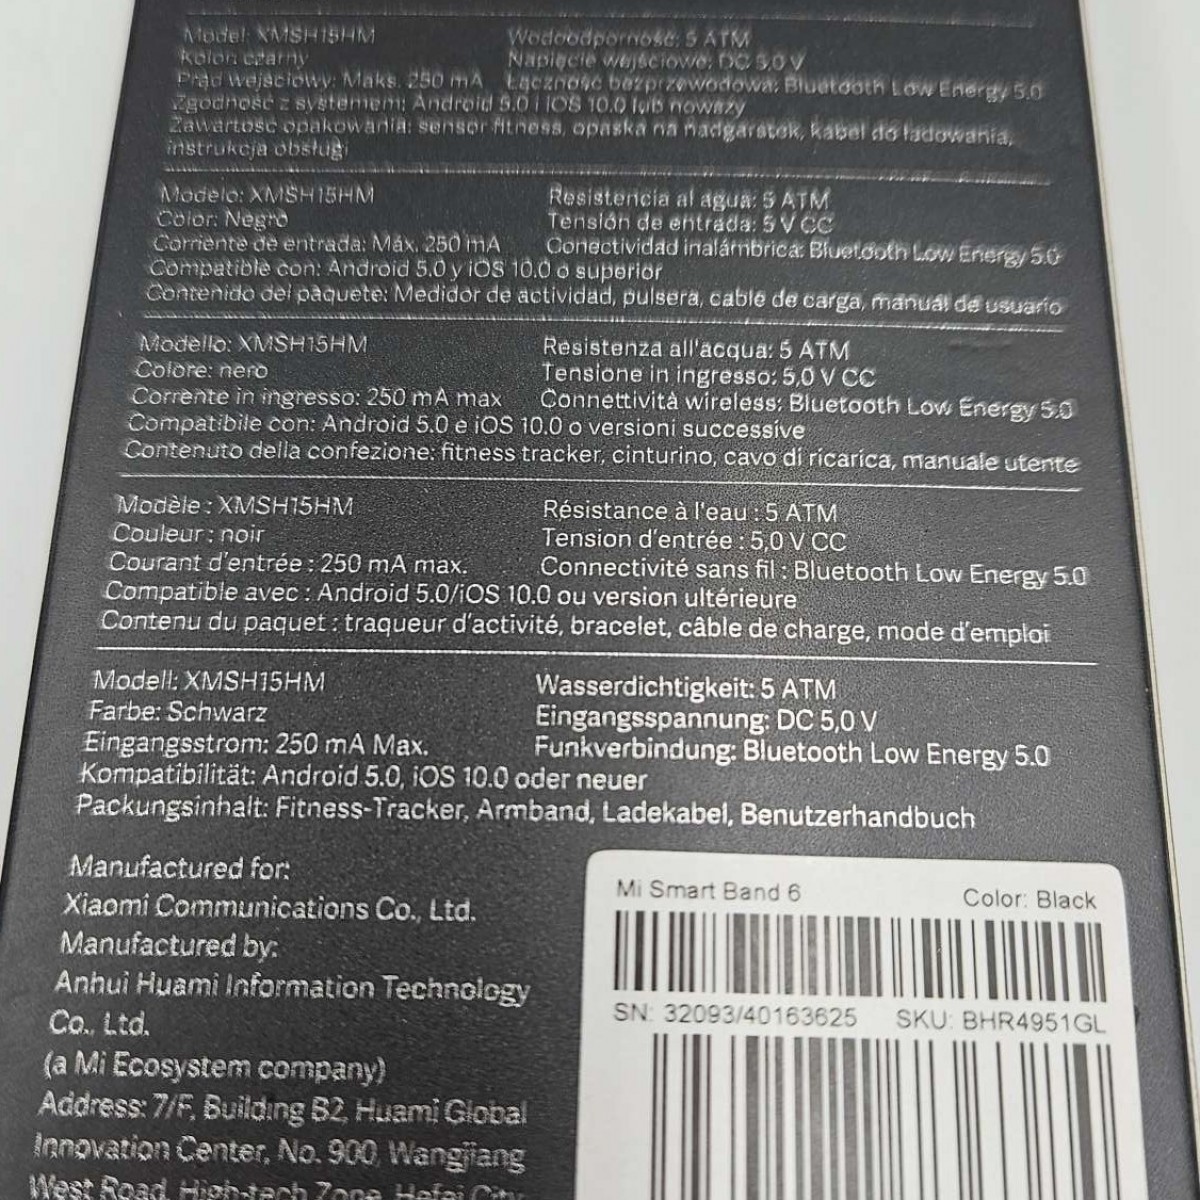 Model: XMSH15HM Wodoodporność: 5 ATM
Kolor: czarny Napięcie wejściowe: DC 5,0 V
Prąd wejściowy: Maks. 250 mA Łączność bezprzewodowa: Bluetooth Low Energy 5.0
Zgodność z systemem: Android 5.0 i iOS 10.0 lub nowszy
Zawartość opakowania: sensor fitness, opaska na nadgarstek, kabel do ładowania,
instrukcja obsługi
Modelo: XMSH15HM Resistencia al agua: 5 ATM
Color: Negro Tensión de entrada: 5 V CC
Corriente de entrada: Máx. 250 mA Conectividad inalámbrica: Bluetooth Low Energy 5.0
Compatible con: Android 5.0 y iOS 10.0 o superior
Contenido del paquete: Medidor de actividad, pulsera, cable de carga, manual de usuario
Modello: XMSH15HM Resistenza all'acqua: 5 ATM
Colore: nero Tensione in ingresso: 5,0 V CC
Corrente in ingresso: 250 mA max Connettività wireless: Bluetooth Low Energy 5.0
Compatibile con: Android 5.0 e iOS 10.0 o versioni successive
Contenuto della confezione: fitness tracker, cinturino, cavo di ricarica, manuale utente
Modèle : XMSH15HM Résistance à l'eau : 5 ATM
Couleur : noir Tension d'entrée : 5,0 V CC
Courant d'entrée : 250 mA max. Connectivité sans fil : Bluetooth Low Energy 5.0
Compatible avec : Android 5.0/iOS 10.0 ou version ultérieure
Contenu du paquet : traqueur d'activité, bracelet, câble de charge, mode d'emploi
Modell: XMSH15HM Wasserdichtigkeit: 5 ATM
Farbe: Schwarz Eingangsspannung: DC 5,0 V
Eingangsstrom: 250 mA Max. Funkverbindung: Bluetooth Low Energy 5.0
Kompatibilität: Android 5.0, iOS 10.0 oder neuer
Packungsinhalt: Fitness-Tracker, Armband, Ladekabel, Benutzerhandbuch
Manufactured for:
Xiaomi Communications Co., Ltd.
Manufactured by:
Anhui Huami Information Technology
Co., Ltd.
(a Mi Ecosystem company)
Address: 7/F, Building B2, Huami Global
Innovation Center, No. 900, Wangjiang
West Road, High-tech Zone, Hefei City,
Mi Smart Band 6 Color: Black
SN: 32093/40163625 SKU: BHR4951GL